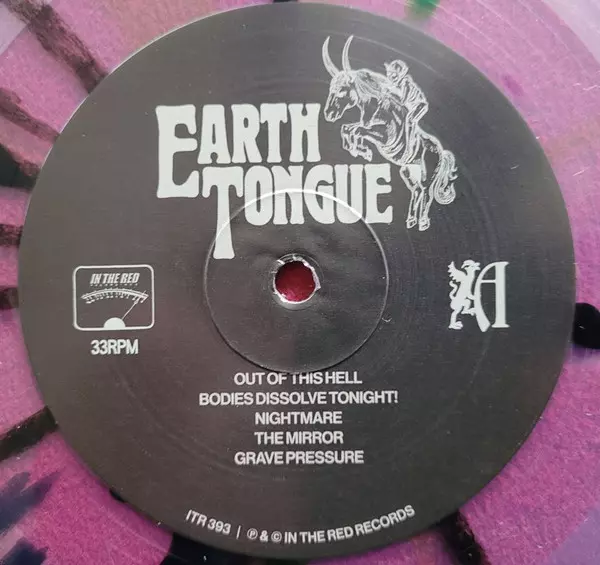 EARTH
TONGUE
IN THE RED
33RPM
A
OUT OF THIS HELL
BODIES DISSOLVE TONIGHT!
NIGHTMARE
THE MIRROR
GRAVE PRESSURE
ITR 393 | ℗ & © IN THE RED RECORDS